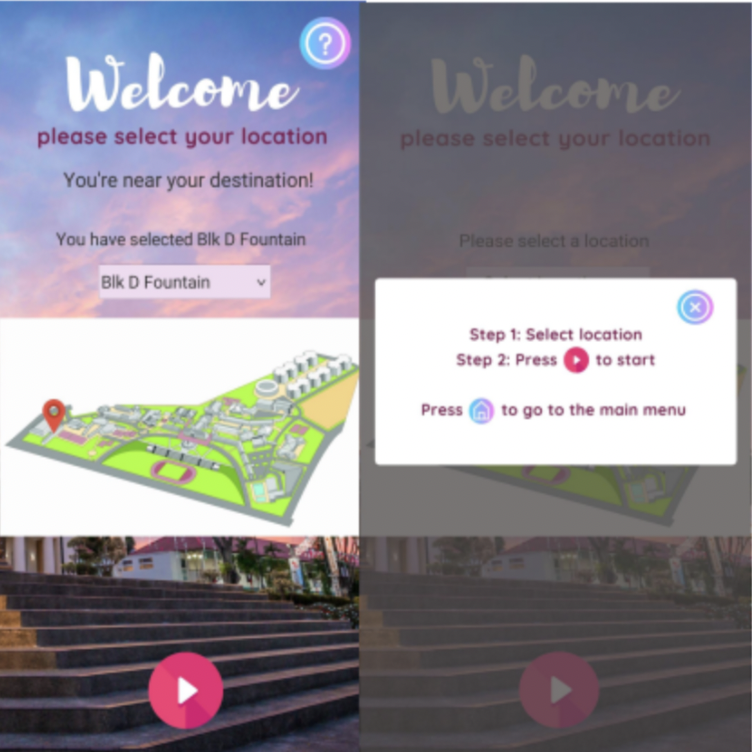 ?
Welcome
please select your location
You're near your destination!
You have selected Blk D Fountain
Blk D Fountain
Welcome
please select your location
Please select a location
Step 1: Select location
Step 2: Press to start
Press to go to the main menu